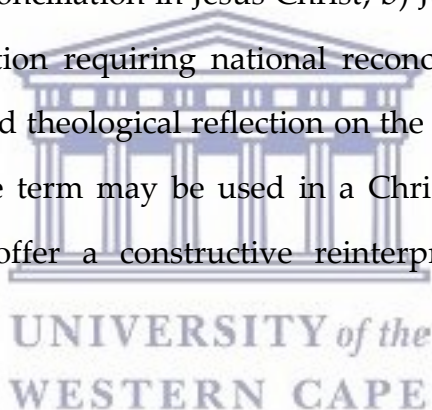 conciliation in Jesus Christ; b) J
tion requiring national reconc
d theological reflection on the
e term may be used in a Chri
offer a constructive reinterpr
UNIVERSITY of the
WESTERN CAPE